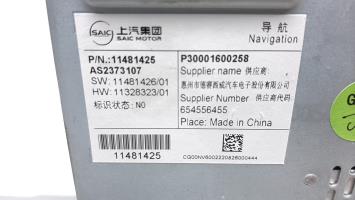 SAIC 上汽集团
SAIC MOTOR
导航
Navigation
P/N.:11481425
AS2373107
SW: 11481426/01
HW: 11328323/01
标识状态: NO
P30001600258
Supplier name 供应商:
惠州市德赛西威汽车电子股份有限公司
Supplier Number 供应商代码:
654556455
Place: Made in China
11481425
CQ00NV6002220826000444